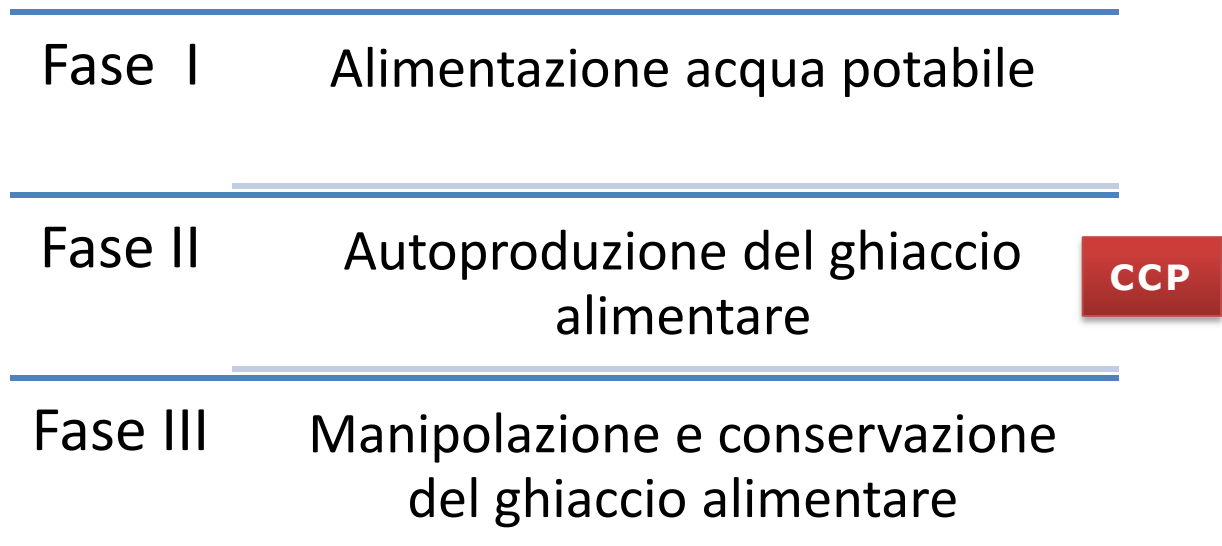 Fase I
Alimentazione acqua potabile
Fase II
Autoproduzione del ghiaccio
alimentare
CCP
Fase III
Manipolazione e conservazione
del ghiaccio alimentare